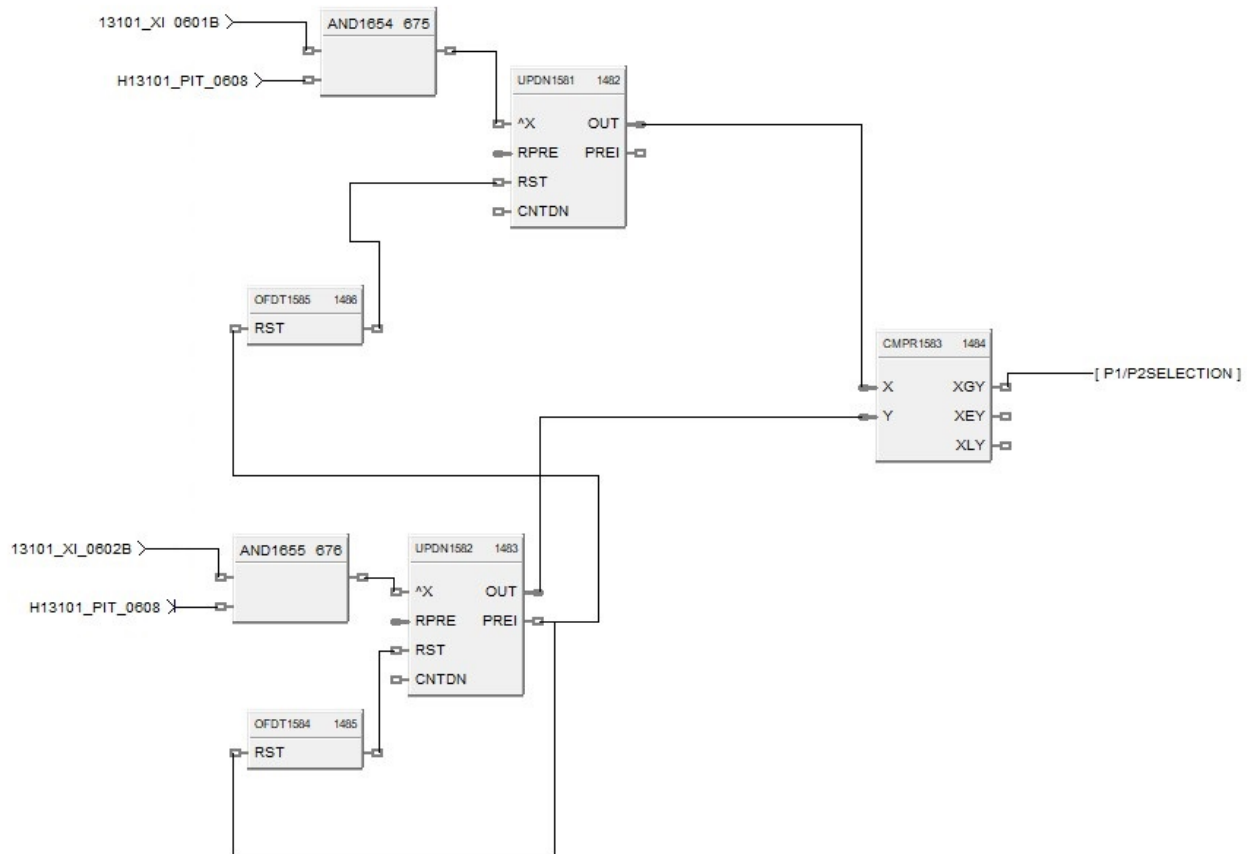 13101_XI 0601B
H13101_PIT_0608
AND1654 675
UPDN1581 1482
^X OUT
RPRE PREI
RST
CNTDN
OFDT1585 1486
RST
CMPR1583 1484
X XGY
Y XEY
XLY
[ P1/P2SELECTION ]
13101_XI_0602B
H13101_PIT_0608
AND1655 676
UPDN1582 1483
^X OUT
RPRE PREI
RST
CNTDN
OFDT1584 1485
RST